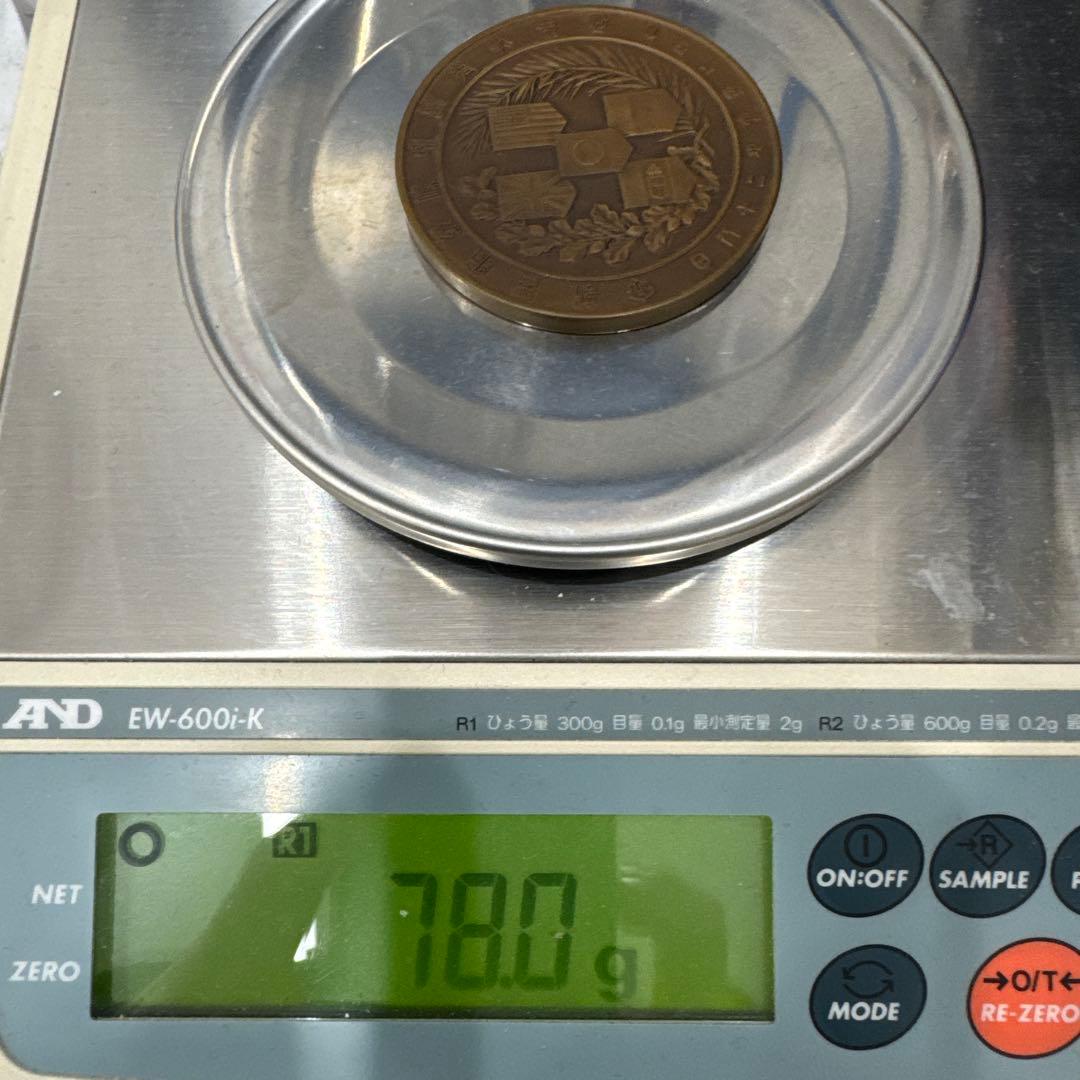 AND EW-600i-K R1 ひょう量 300g 目量 0.1g 最小測定量 2g R2 ひょう量 600g 目量 0.2g
R1
NET
78.0 g
ZERO
ON:OFF
→R
SAMPLE
MODE
→0/T←
RE-ZERO